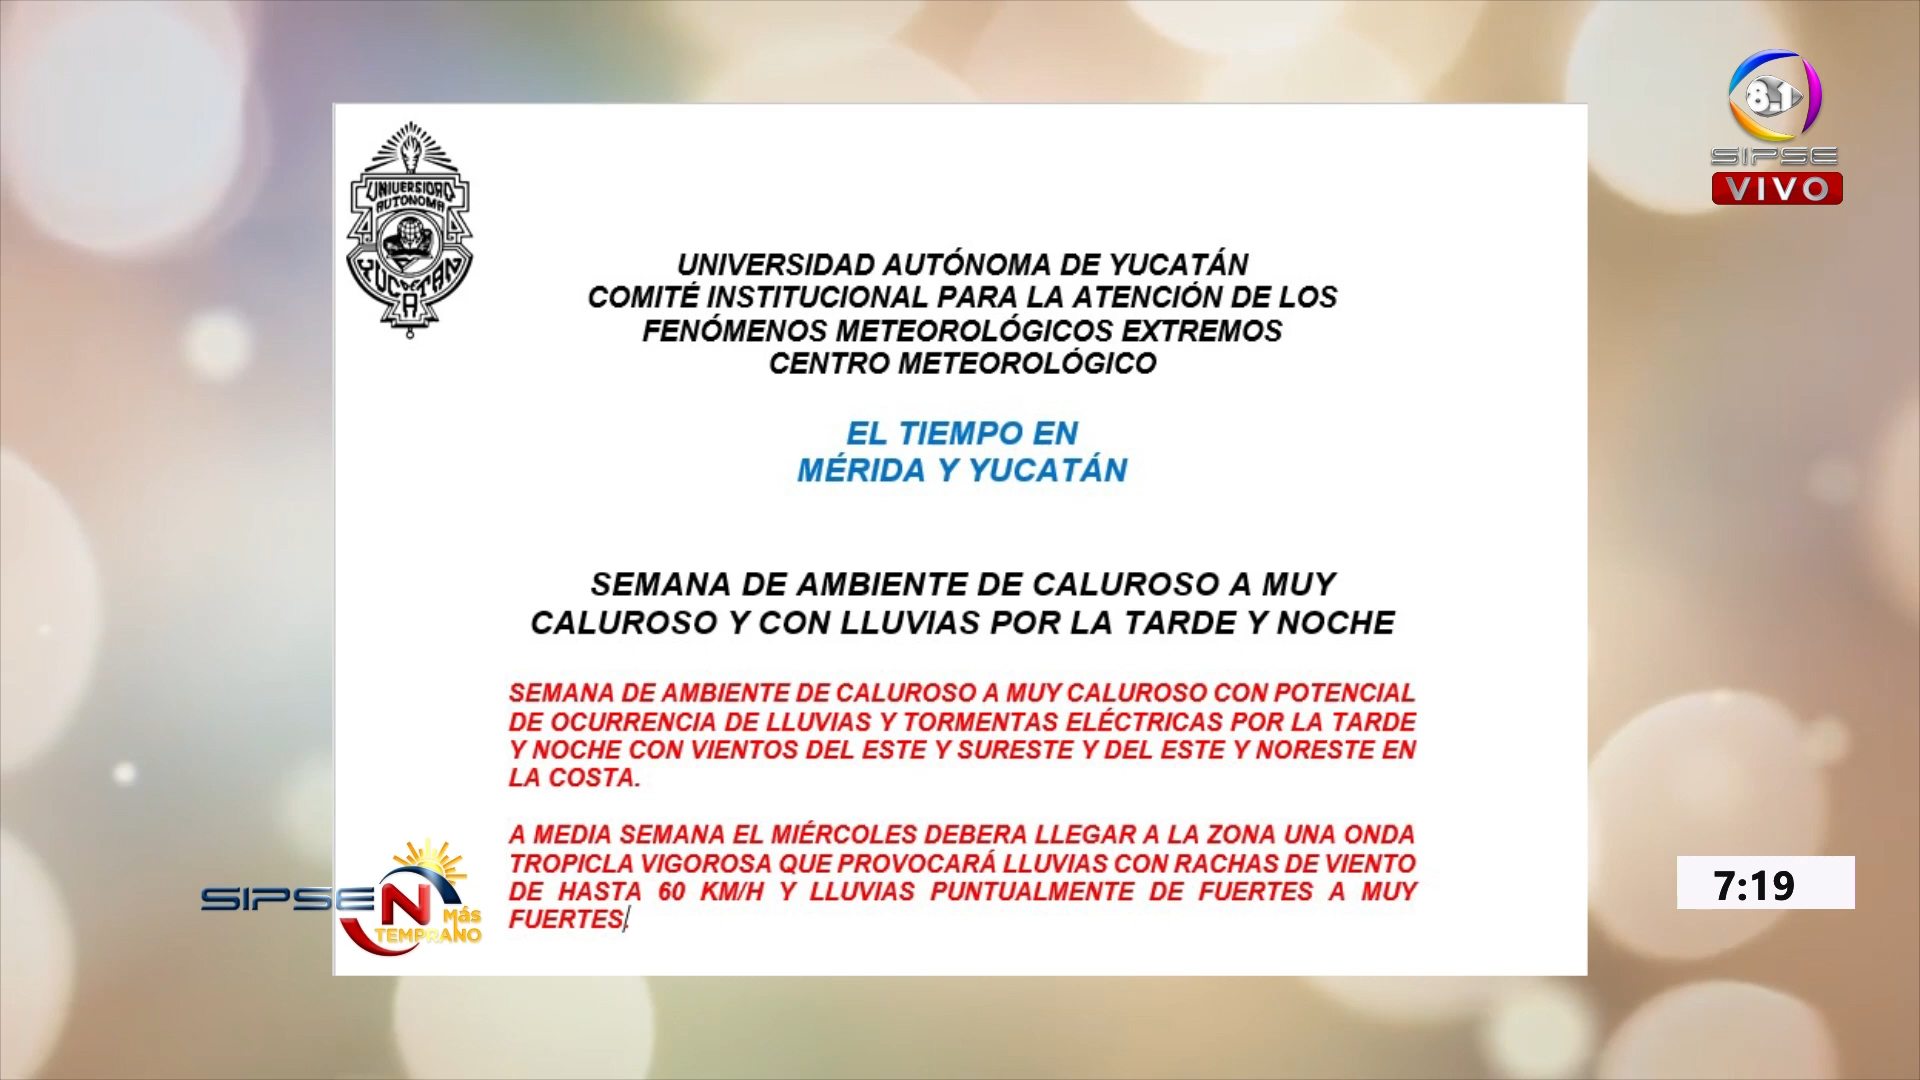 8.1
SIPSE
VIVO
UNIVERSIDAD
AUTONOMA
YUCATAN
UNIVERSIDAD AUTÓNOMA DE YUCATÁN
COMITÉ INSTITUCIONAL PARA LA ATENCIÓN DE LOS
FENÓMENOS METEOROLÓGICOS EXTREMOS
CENTRO METEOROLÓGICO
EL TIEMPO EN
MÉRIDA Y YUCATÁN
SEMANA DE AMBIENTE DE CALUROSO A MUY
CALUROSO Y CON LLUVIAS POR LA TARDE Y NOCHE
SEMANA DE AMBIENTE DE CALUROSO A MUY CALUROSO CON POTENCIAL
DE OCURRENCIA DE LLUVIAS Y TORMENTAS ELÉCTRICAS POR LA TARDE
Y NOCHE CON VIENTOS DEL ESTE Y SURESTE Y DEL ESTE Y NORESTE EN
LA COSTA.
A MEDIA SEMANA EL MIÉRCOLES DEBERA LLEGAR A LA ZONA UNA ONDA
TROPICLA VIGOROSA QUE PROVOCARÁ LLUVIAS CON RACHAS DE VIENTO
DE HASTA 60 KM/H Y LLUVIAS PUNTUALMENTE DE FUERTES A MUY
FUERTES.
SIPSE N
Más
TEMPRANO
7:19